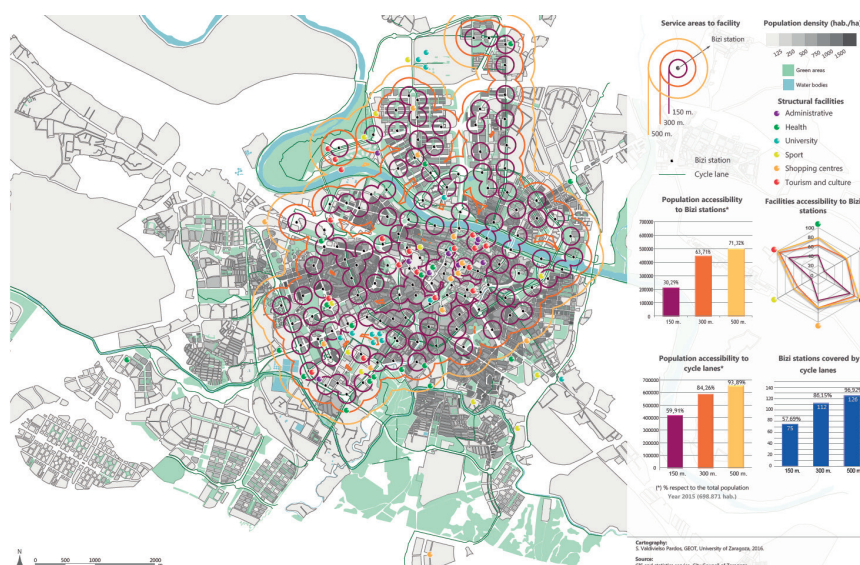 Service areas to facility
Bizi station
150 m.
300 m.
500 m.
Bizi station
Cycle lane
Population density (hab./ha)
125 250 500 750 1000 1500
Green areas
Water bodies
Structural facilities
Administrative
Health
University
Sport
Shopping centres
Tourism and culture
Population accessibility
to Bizi stations*
700000
600000
500000
400000
300000
200000
100000
0
30,29%
63,71%
71,32%
150 m.
300 m.
500 m.
Facilities accessibility to Bizi
stations
100
80
60
40
20
0
Population accessibility to
cycle lanes*
700000
600000
500000
400000
300000
200000
100000
0
59,91%
84,26%
93,89%
150 m.
300 m.
500 m.
(*) % respect to the total population
Year 2015 (698.871 hab.)
Bizi stations covered by
cycle lanes
140
120
100
80
60
40
20
0
57,69%
75
86,15%
112
96,92%
126
150 m.
300 m.
500 m.
N
0 500 1000 2000
Cartography:
S. Valdivielso Pardos, GEOT, University of Zaragoza, 2016.
Source: